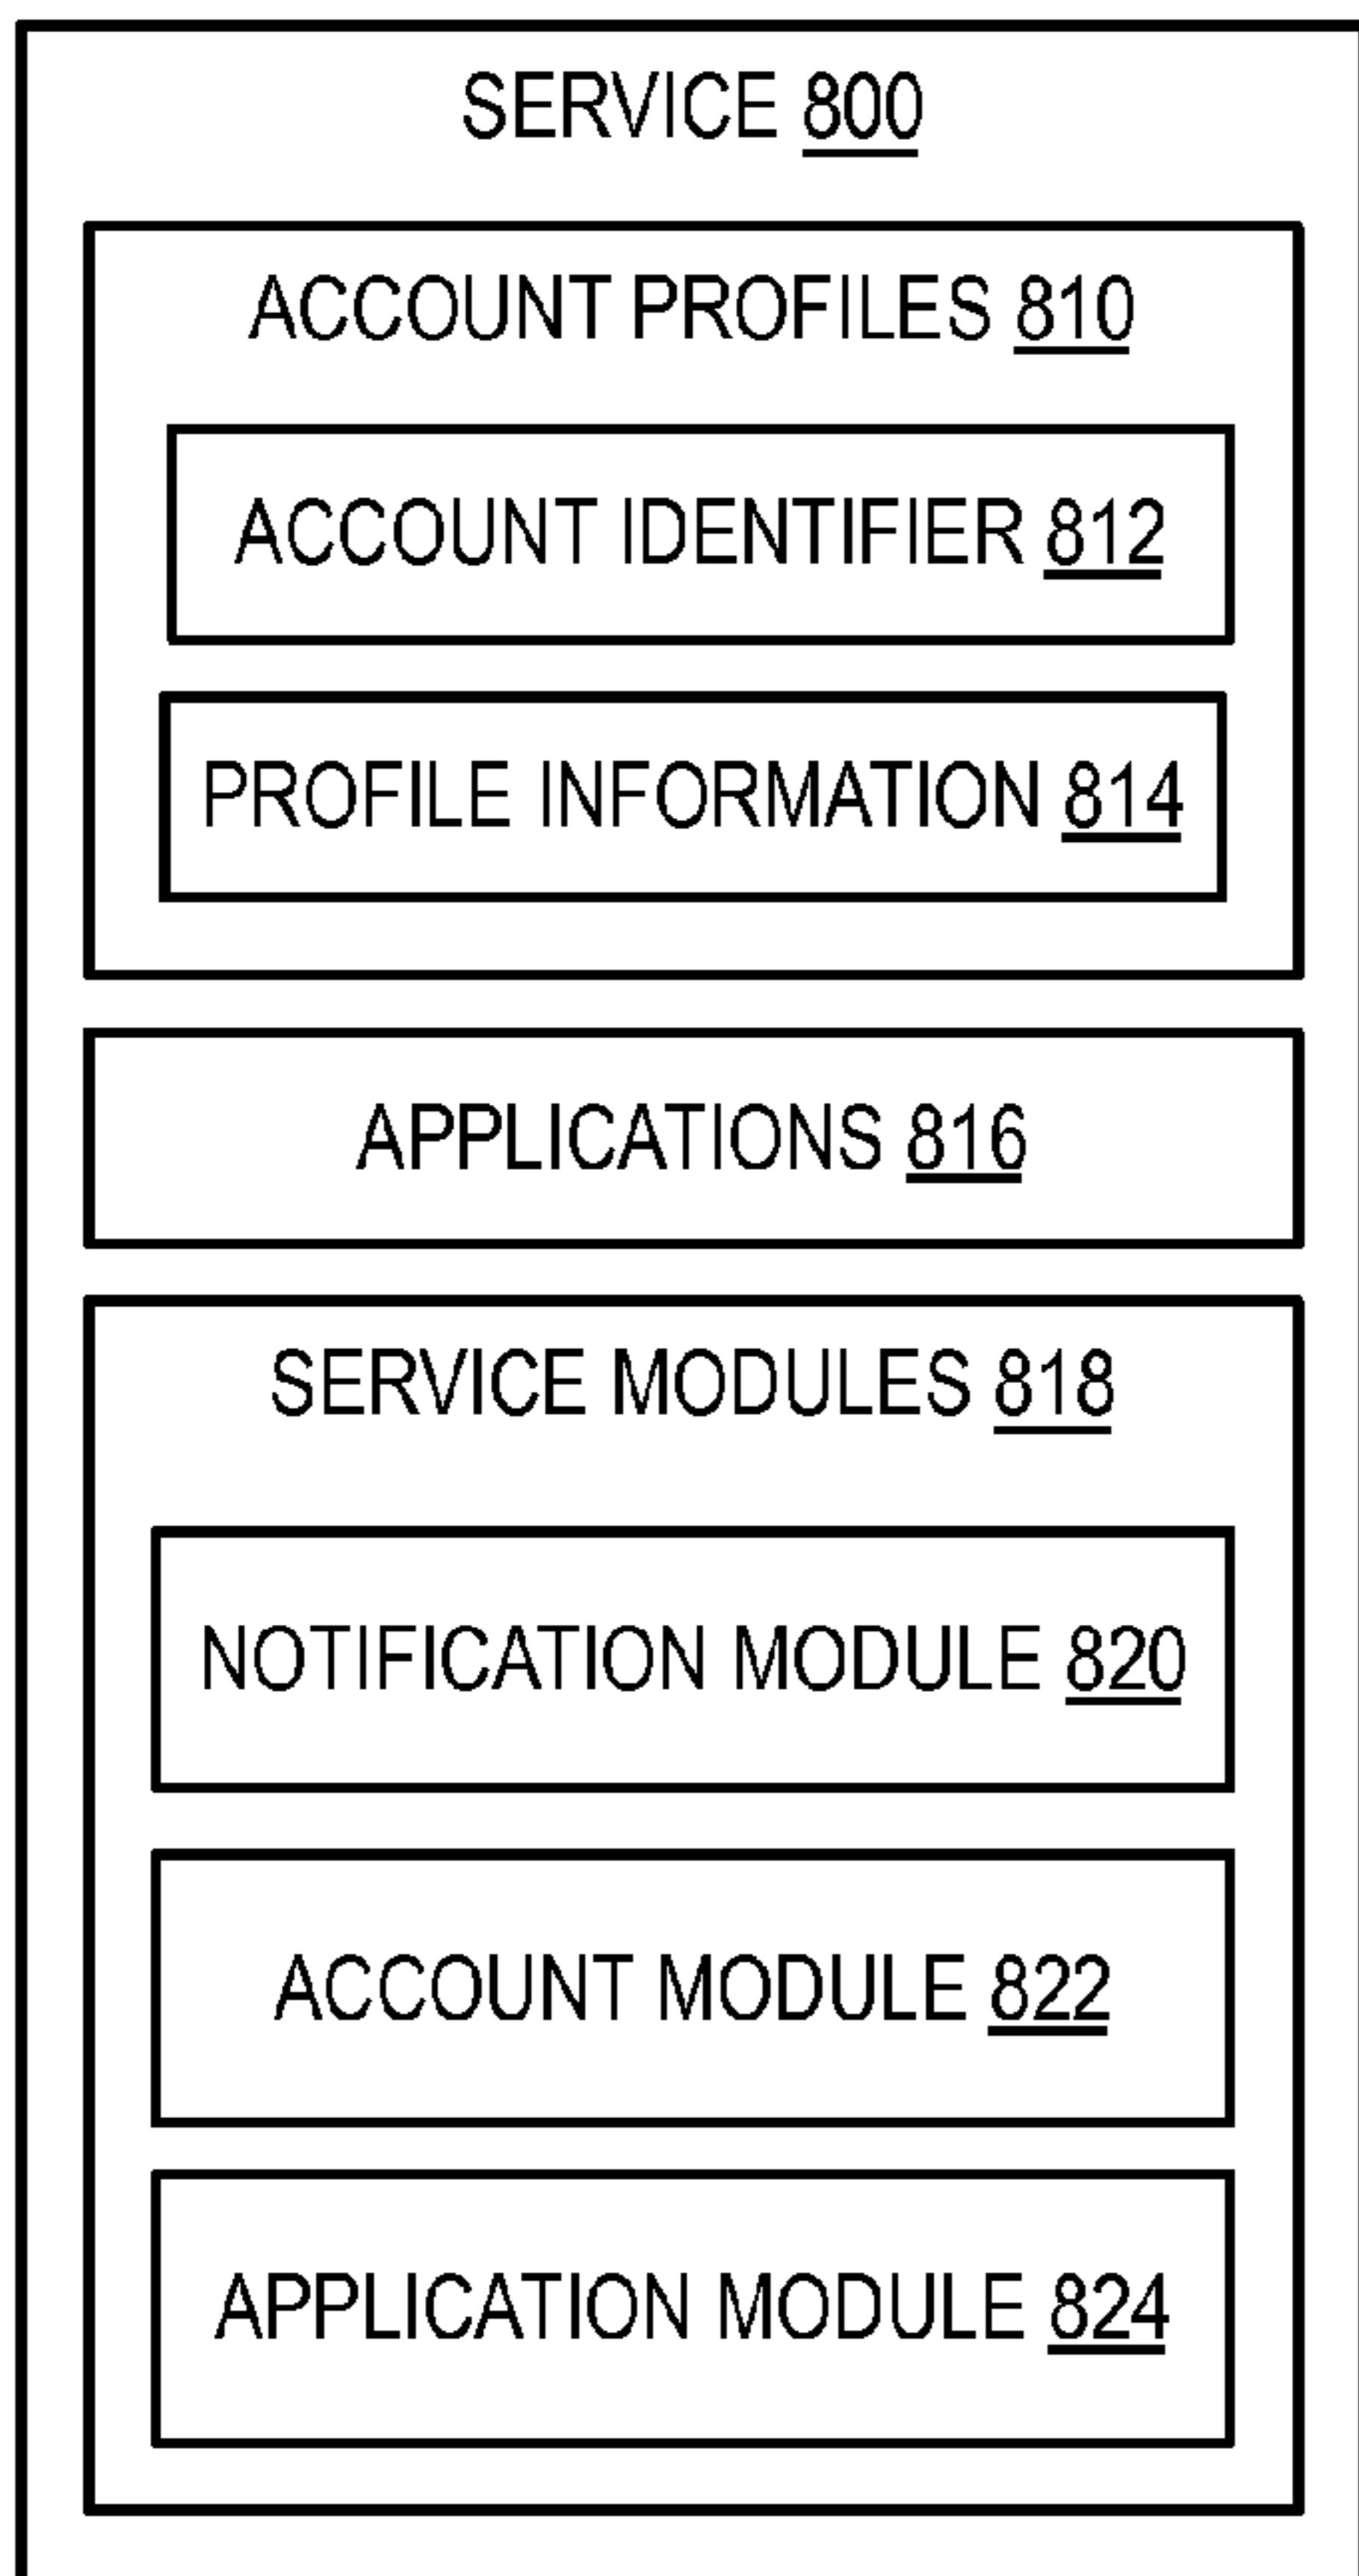 SERVICE 800
ACCOUNT PROFILES 810
ACCOUNT IDENTIFIER 812
PROFILE INFORMATION 814
APPLICATIONS 816
SERVICE MODULES 818
NOTIFICATION MODULE 820
ACCOUNT MODULE 822
APPLICATION MODULE 824